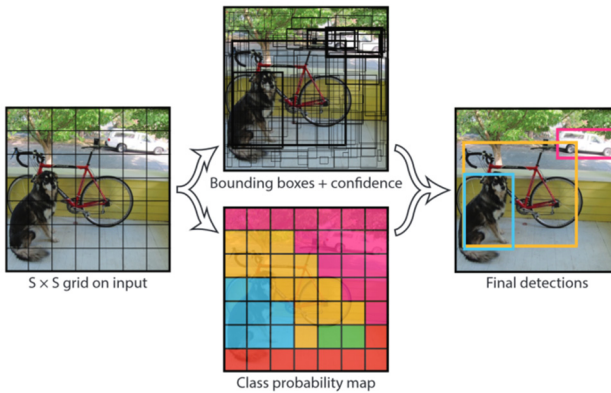 Bounding boxes + confidence
S × S grid on input
Final detections
Class probability map